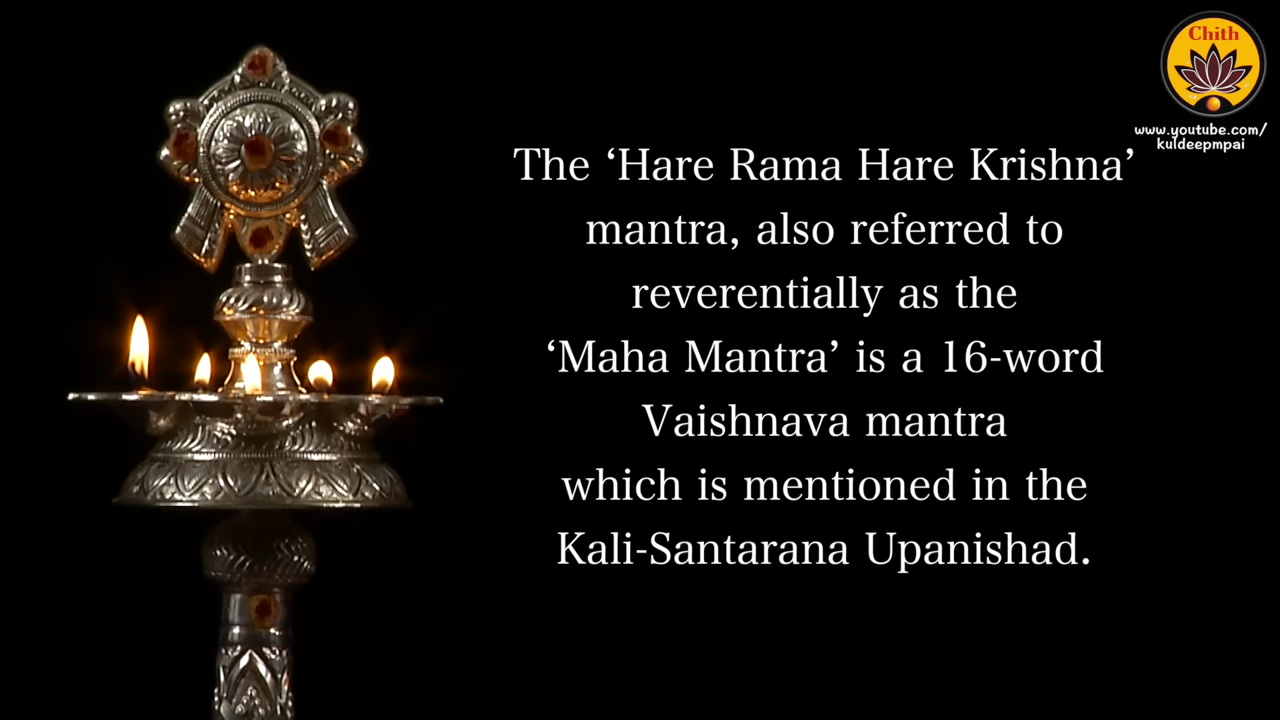 Chith
www.youtube.com/
kuldeepmpai
The ‘Hare Rama Hare Krishna’
mantra, also referred to
reverentially as the
‘Maha Mantra’ is a 16-word
Vaishnava mantra
which is mentioned in the
Kali-Santarana Upanishad.